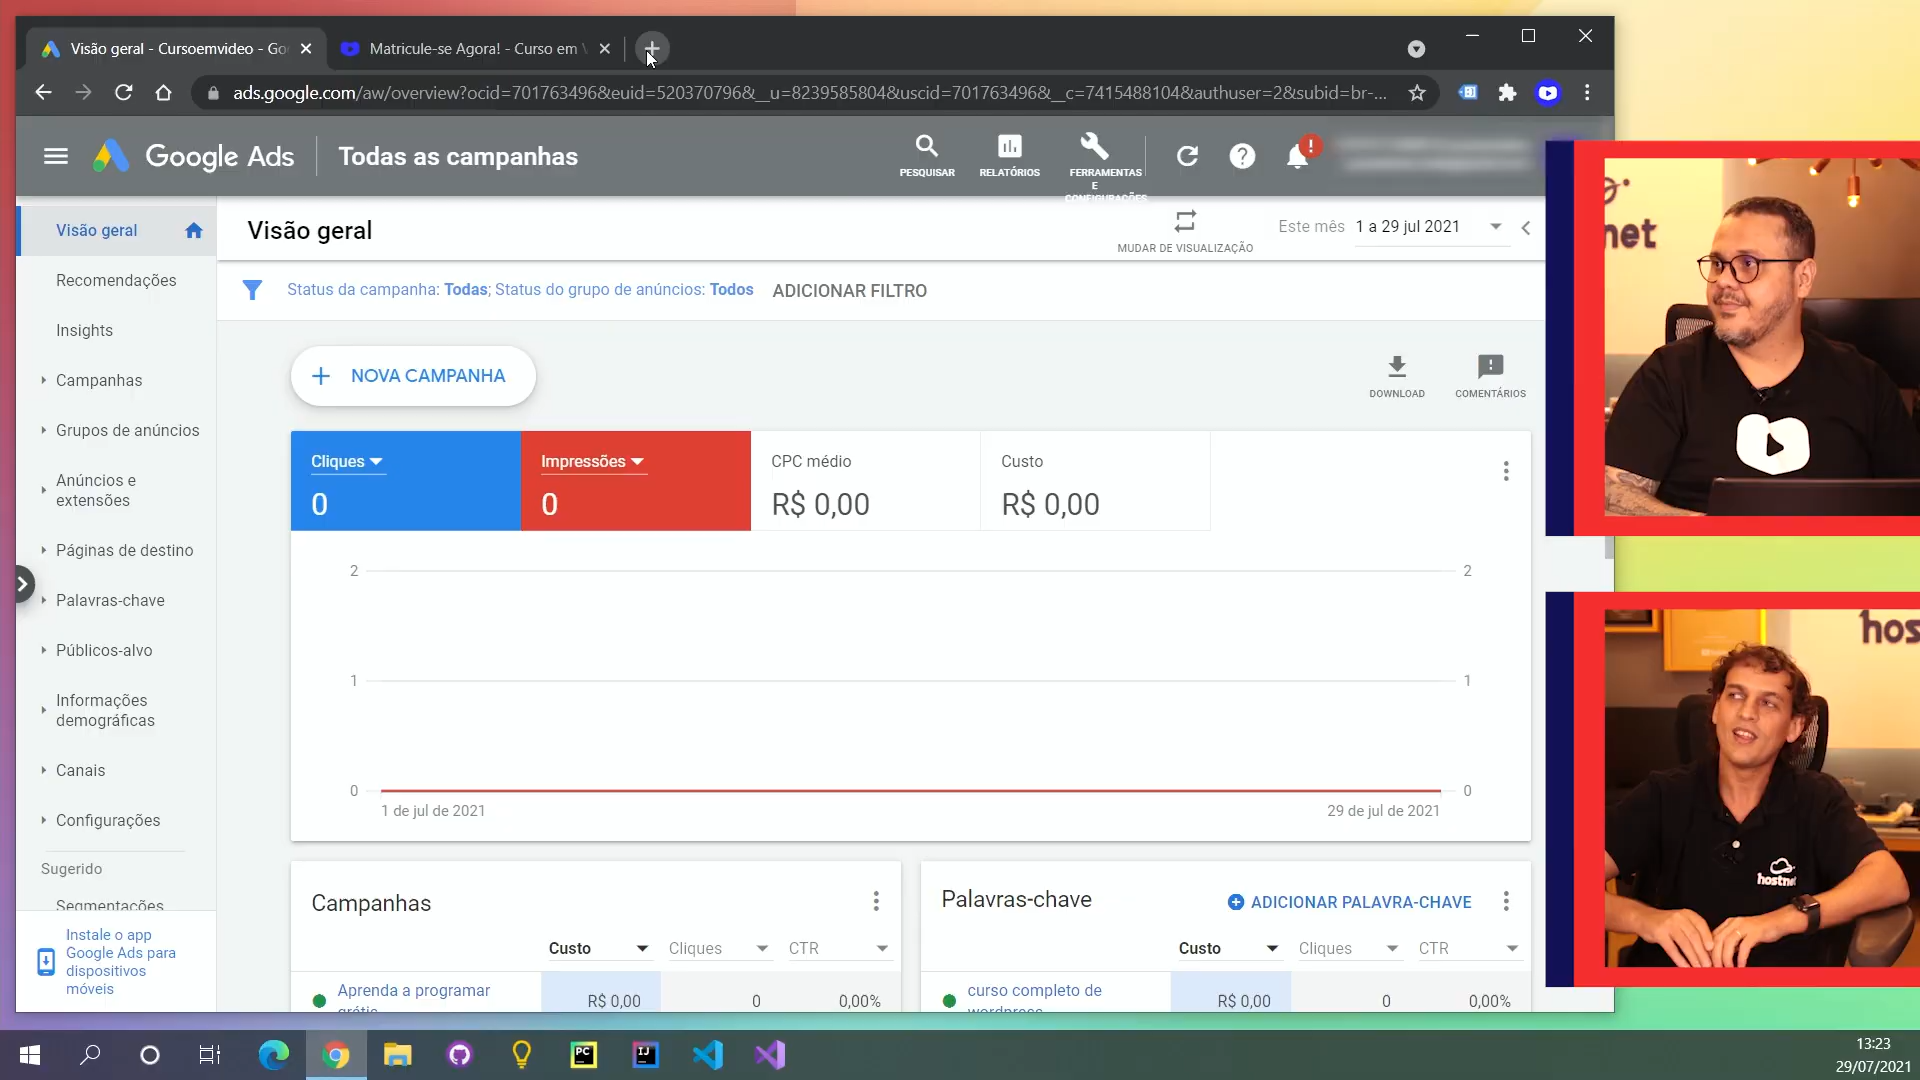 Visão geral - Cursoemvideo - Go
Matricule-se Agora! - Curso em
ads.google.com/aw/overview?ocid=701763496&euid=520370796&__u=8239585804&uscid=701763496&__c=7415488104&authuser=2&subid=br-...
Google Ads
Todas as campanhas
PESQUISAR
RELATÓRIOS
FERRAMENTAS
E
CONFIGURAÇÕES
Visão geral
Recomendações
Insights
Campanhas
Grupos de anúncios
Anúncios e
extensões
Páginas de destino
Palavras-chave
Públicos-alvo
Informações
demográficas
Canais
Configurações
Sugerido
Segmentações
Instale o app
Google Ads para
dispositivos
móveis
Visão geral
MUDAR DE VISUALIZAÇÃO
Este mês 1 a 29 jul 2021
Status da campanha: Todas; Status do grupo de anúncios: Todos ADICIONAR FILTRO
NOVA CAMPANHA
DOWNLOAD
COMENTÁRIOS
Cliques
0
Impressões
0
CPC médio
R$ 0,00
Custo
R$ 0,00
2 2
1 1
0 0
1 de jul de 2021 29 de jul de 2021
Campanhas
Custo Cliques CTR
Aprenda a programar
grátis
R$ 0,00 0 0,00%
Palavras-chave
ADICIONAR PALAVRA-CHAVE
Custo Cliques CTR
curso completo de
wordpress
R$ 0,00 0 0,00%
net
hos
hostnet
PC
IJ
13:23
29/07/2021